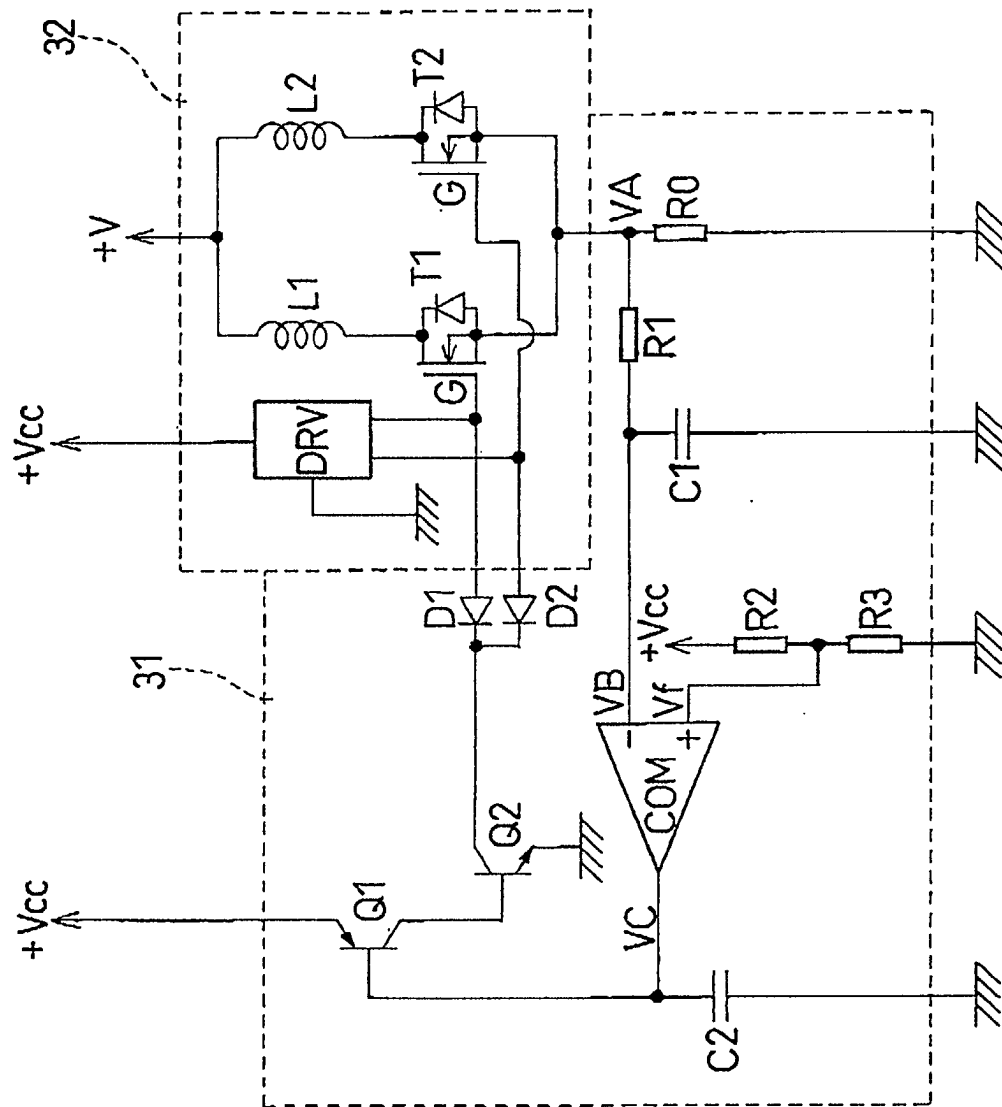 32
+V
+Vcc
L1
L2
DRV
T1
T2
G
G
31
+Vcc
D1
D2
Q1
Q2
VA
R0
R1
C1
VB
Vf
+Vcc
R2
R3
−
+
COM
VC
C2